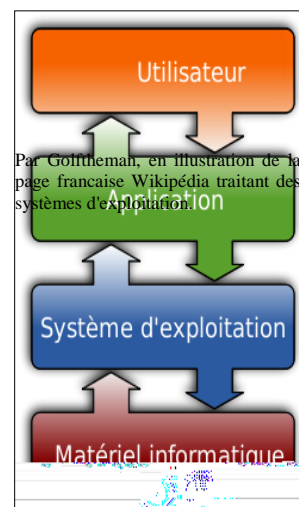 Utilisateur
Par Golftheman, en illustration de la
page francaise Wikipédia traitant des
systèmes d'exploitation.
Application
Système d'exploitation
Matériel informatique